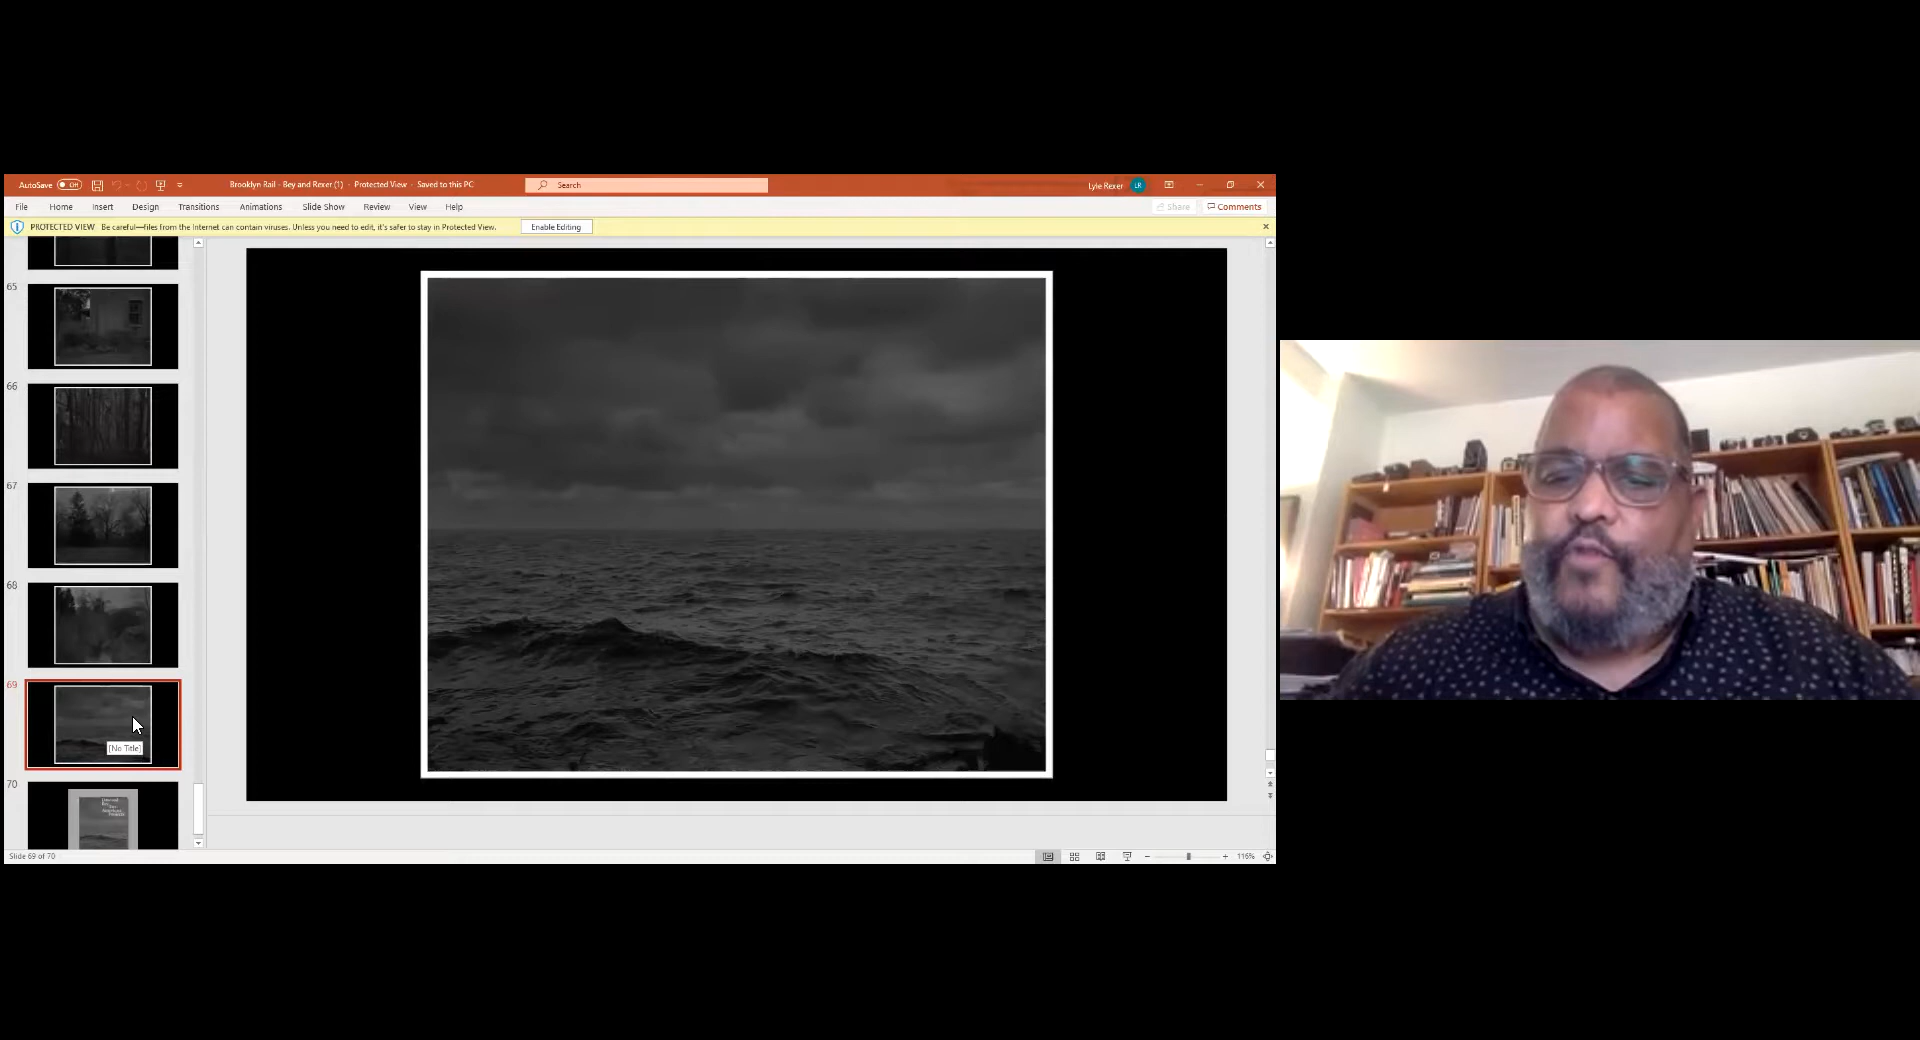 AutoSave Off
Brooklyn Rail - Bey and Rexer (1) - Protected View - Saved to this PC
Search
Lyle Rexer LR
File Home Insert Design Transitions Animations Slide Show Review View Help
Share Comments
PROTECTED VIEW Be careful—files from the Internet can contain viruses. Unless you need to edit, it's safer to stay in Protected View. Enable Editing
65
66
67
68
69
[No Title]
70
Slide 69 of 70
116%